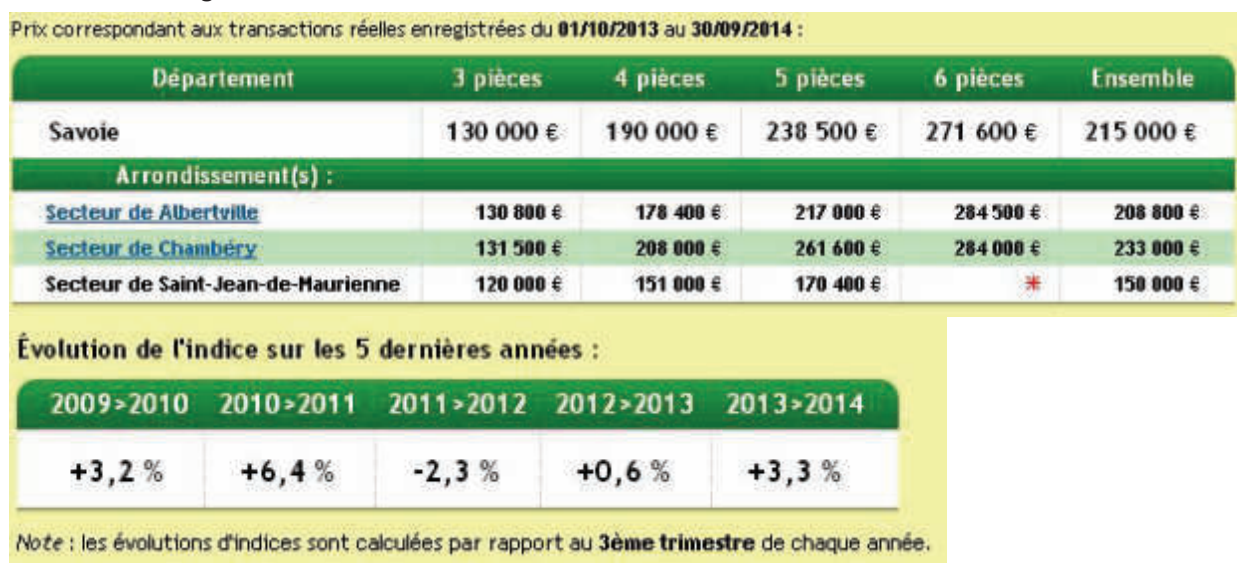 Prix correspondant aux transactions réelles enregistrées du 01/10/2013 au 30/09/2014 :
Département 3 pièces 4 pièces 5 pièces 6 pièces Ensemble
Savoie 130 000 € 190 000 € 238 500 € 271 600 € 215 000 €
Arrondissement(s) :
Secteur de Albertville 130 800 € 178 400 € 217 000 € 284 500 € 208 800 €
Secteur de Chambéry 131 500 € 208 000 € 261 600 € 284 000 € 233 000 €
Secteur de Saint-Jean-de-Maurienne 120 000 € 151 000 € 170 400 € * 150 000 €
Évolution de l'indice sur les 5 dernières années :
2009>2010 2010>2011 2011>2012 2012>2013 2013>2014
+3,2 % +6,4 % -2,3 % +0,6 % +3,3 %
Note : les évolutions d'indices sont calculées par rapport au 3ème trimestre de chaque année.